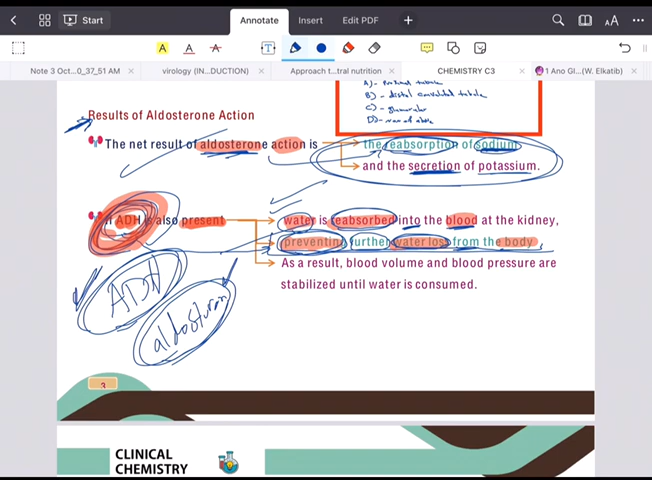 Start
Annotate
Insert
Edit PDF
Note 3 Oct...0_37_51 AM
virology (IN...DUCTION)
Approach t...tral nutrition
CHEMISTRY C3
1 Ano Gl...(W. Elkatib)
B)- distal convoluted tubule
Results of Aldosterone Action
The net result of aldosterone action is
the reabsorption of sodium
and the secretion of potassium.
If ADH is also present
water is reabsorbed into the blood at the kidney,
preventing further water loss from the body.
As a result, blood volume and blood pressure are
stabilized until water is consumed.
ADH
3
CLINICAL
CHEMISTRY